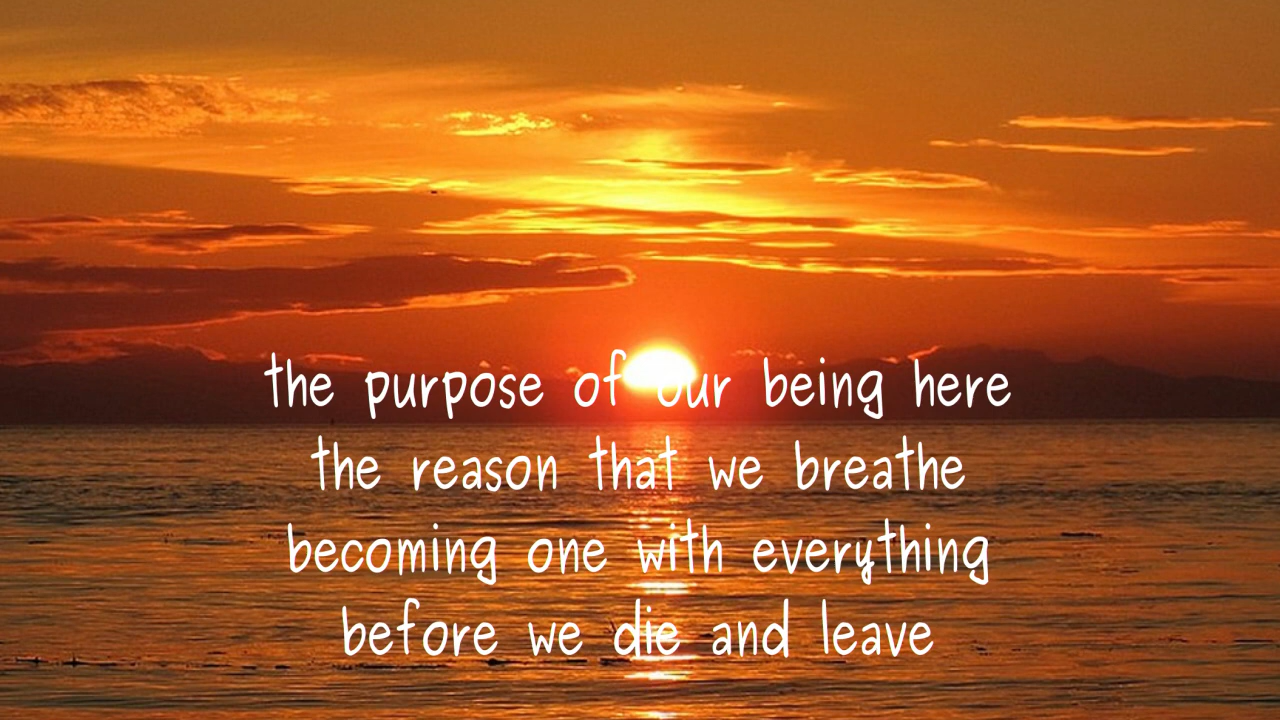 the purpose of our being here
the reason that we breathe
becoming one with everything
before we die and leave